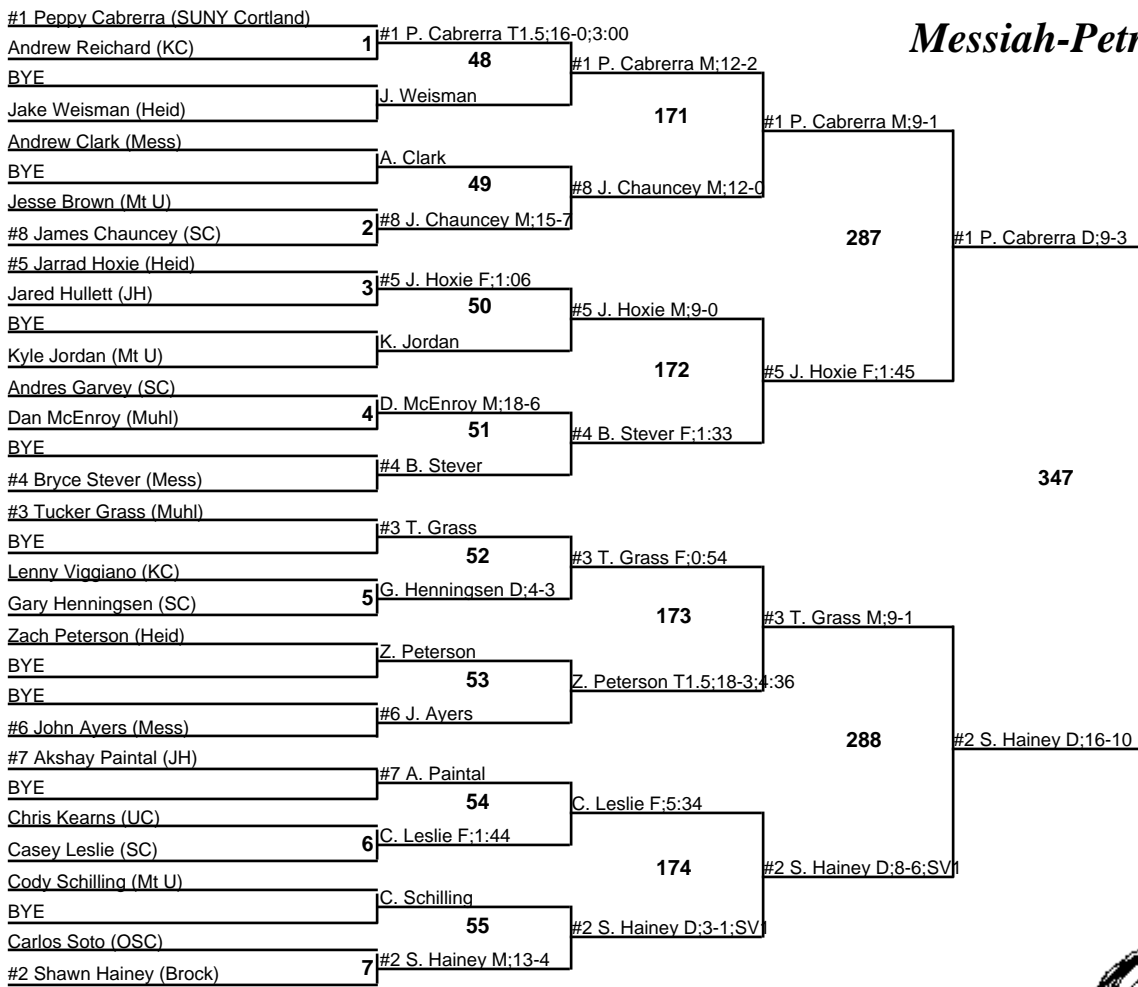 #1 Peppy Cabrerra (SUNY Cortland)
Andrew Reichard (KC)
BYE
Jake Weisman (Heid)
Andrew Clark (Mess)
BYE
Jesse Brown (Mt U)
#8 James Chauncey (SC)
#5 Jarrad Hoxie (Heid)
Jared Hullett (JH)
BYE
Kyle Jordan (Mt U)
Andres Garvey (SC)
Dan McEnroy (Muhl)
BYE
#4 Bryce Stever (Mess)
#3 Tucker Grass (Muhl)
BYE
Lenny Viggiano (KC)
Gary Henningsen (SC)
Zach Peterson (Heid)
BYE
BYE
#6 John Ayers (Mess)
#7 Akshay Paintal (JH)
BYE
Chris Kearns (UC)
Casey Leslie (SC)
Cody Schilling (Mt U)
BYE
Carlos Soto (OSC)
#2 Shawn Hainey (Brock)
1
2
3
4
5
6
7
#1 P. Cabrerra T1.5;16-0;3:00
48
J. Weisman
A. Clark
49
#8 J. Chauncey M;15-7
#5 J. Hoxie F;1:06
50
K. Jordan
D. McEnroy M;18-6
51
#4 B. Stever
#3 T. Grass
52
G. Henningsen D;4-3
Z. Peterson
53
#6 J. Ayers
#7 A. Paintal
54
C. Leslie F;1:44
C. Schilling
55
#2 S. Hainey M;13-4
#1 P. Cabrerra M;12-2
171
#8 J. Chauncey M;12-0
#5 J. Hoxie M;9-0
172
#4 B. Stever F;1:33
#3 T. Grass F;0:54
173
Z. Peterson T1.5;18-3;4:36
C. Leslie F;5:34
174
#2 S. Hainey D;3-1;SV1
#1 P. Cabrerra M;9-1
287
#5 J. Hoxie F;1:45
#3 T. Grass M;9-1
288
#2 S. Hainey D;8-6;SV1
Messiah-Petr
#1 P. Cabrerra D;9-3
347
#2 S. Hainey D;16-10